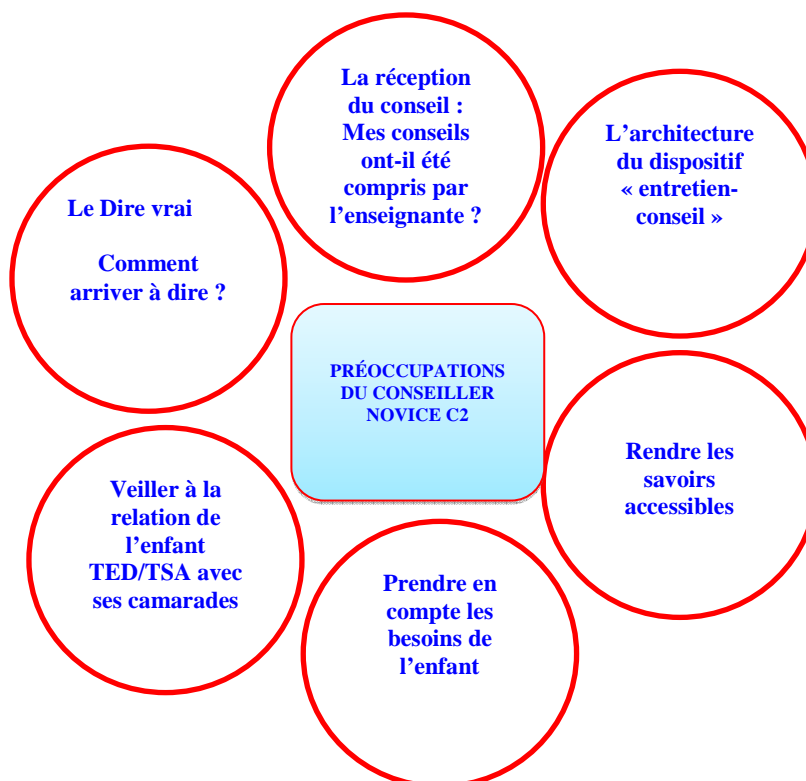 La réception
du conseil :
Mes conseils
ont-il été
compris par
l'enseignante ?
L'architecture
du dispositif
« entretien-
conseil »
Le Dire vrai
Comment
arriver à dire ?
PRÉOCCUPATIONS
DU CONSEILLER
NOVICE C2
Rendre les
savoirs
accessibles
Veiller à la
relation de
l'enfant
TED/TSA avec
ses camarades
Prendre en
compte les
besoins de
l'enfant